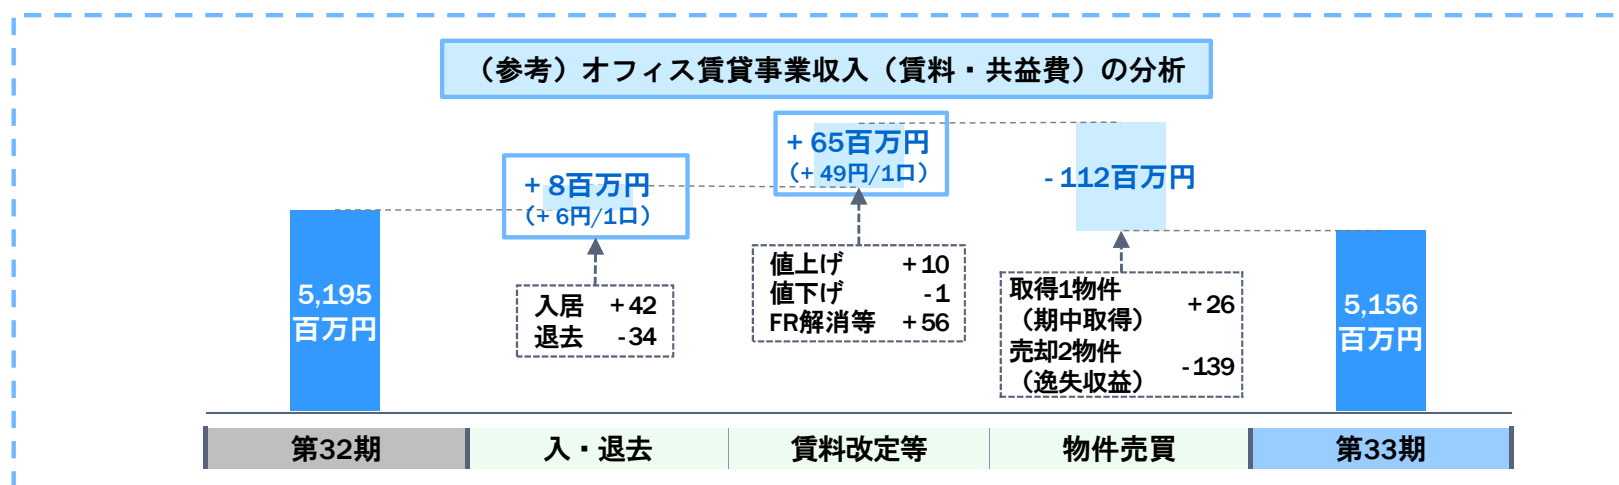 （参考）オフィス賃貸事業収入（賃料・共益費）の分析
5,195
百万円
+ 8百万円
（+ 6円/1口）
入居 + 42
退去 - 34
+ 65百万円
（+ 49円/1口）
値上げ + 10
値下げ - 1
FR解消等 + 56
- 112百万円
取得1物件
（期中取得） + 26
売却2物件
（逸失収益） - 139
5,156
百万円
第32期 入・退去 賃料改定等 物件売買 第33期